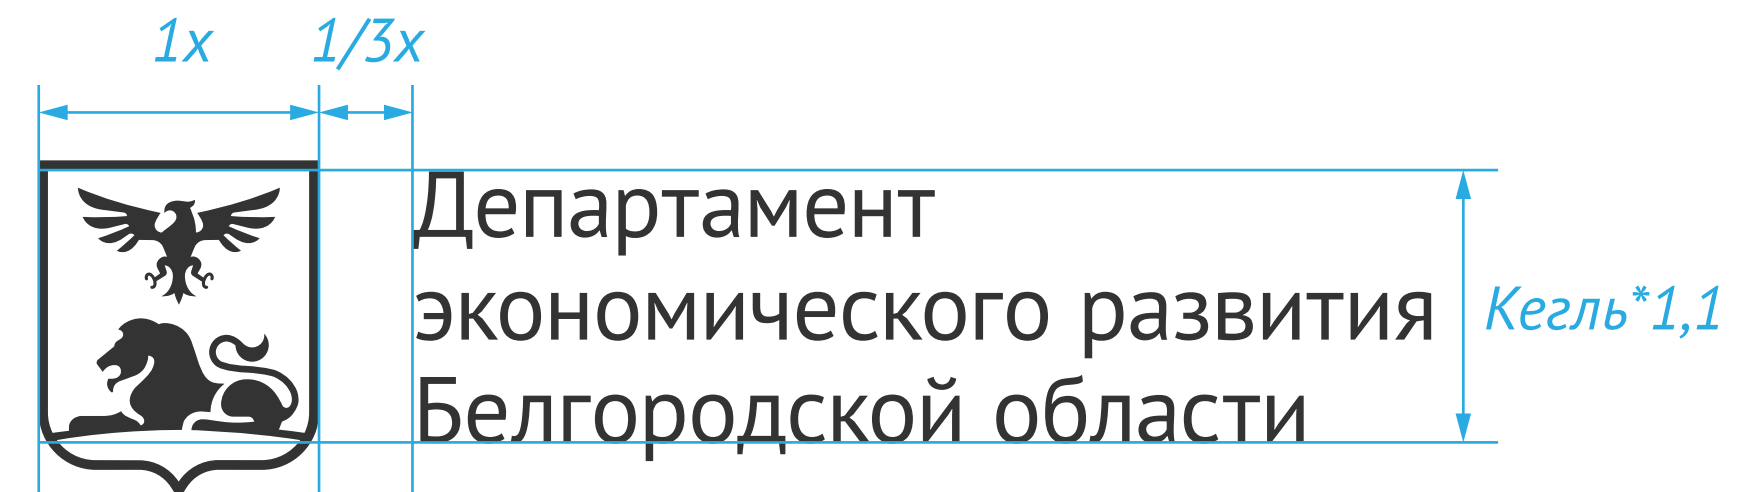 1x 1/3x
Департамент
экономического развития
Кегль*1,1
Белгородской области